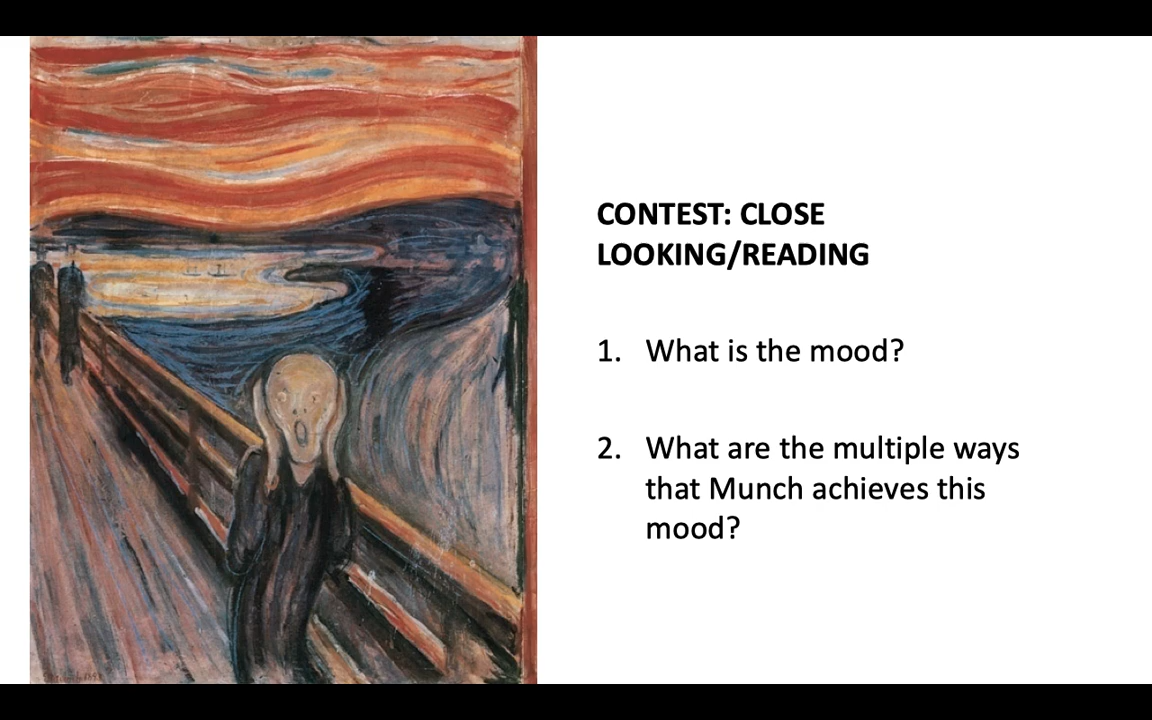 CONTEST: CLOSE
LOOKING/READING
1. What is the mood?
2. What are the multiple ways
that Munch achieves this
mood?